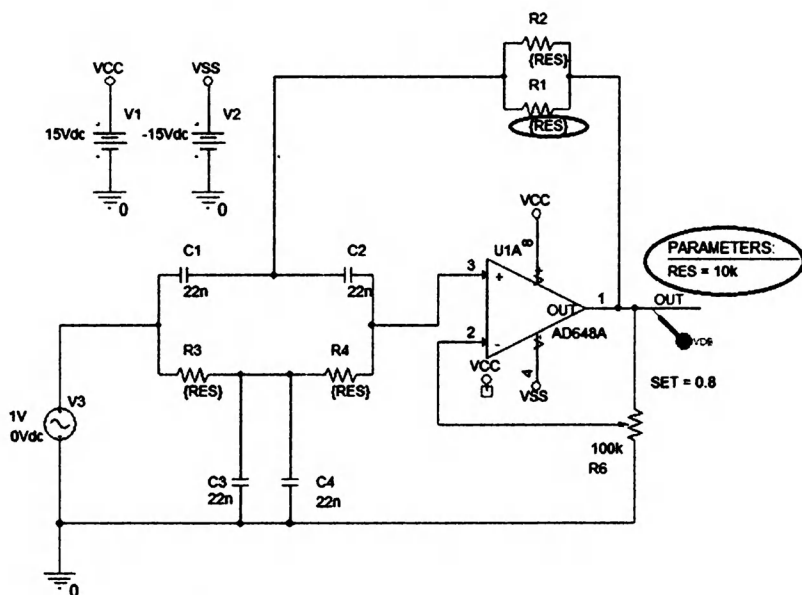 R2
{RES}
R1
{RES}
VCC
VSS
V1
V2
15Vdc
-15Vdc
0
0
C1
22n
C2
22n
VCC
U1A
8
3
+
PARAMETERS:
RES = 10k
OUT
1
OUT
2
-
AD648A
VDB
VCC
4
VSS
SET = 0.8
R3
{RES}
R4
{RES}
V3
1V
0Vdc
100k
R6
C3
22n
C4
22n
0